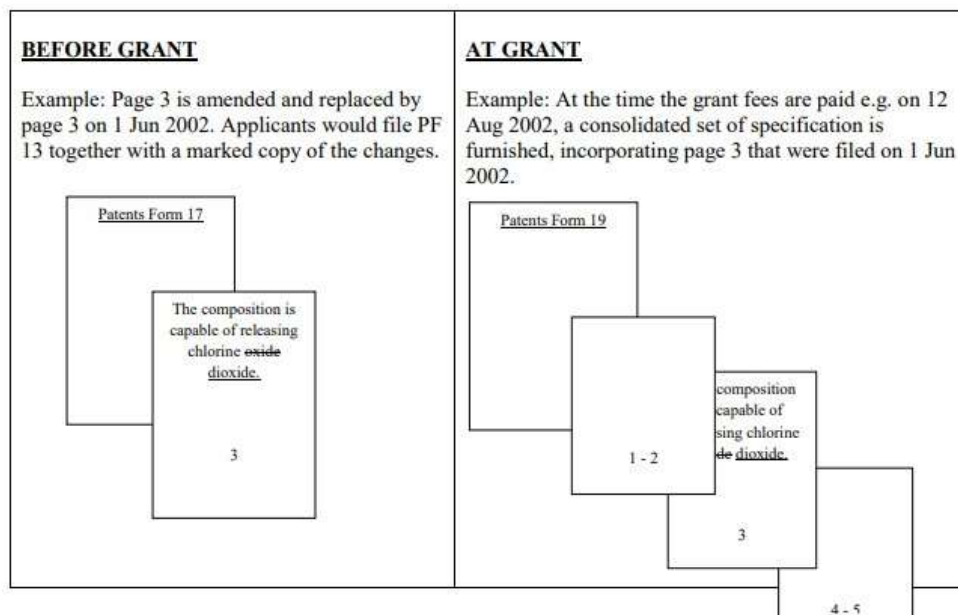 BEFORE GRANT
Example: Page 3 is amended and replaced by
page 3 on 1 Jun 2002. Applicants would file PF
13 together with a marked copy of the changes.
Patents Form 17
The composition is
capable of releasing
chlorine oxide
dioxide.
3
AT GRANT
Example: At the time the grant fees are paid e.g. on 12
Aug 2002, a consolidated set of specification is
furnished, incorporating page 3 that were filed on 1 Jun
2002.
Patents Form 19
1 - 2
composition
capable of
sing chlorine
de dioxide.
3
4 - 5